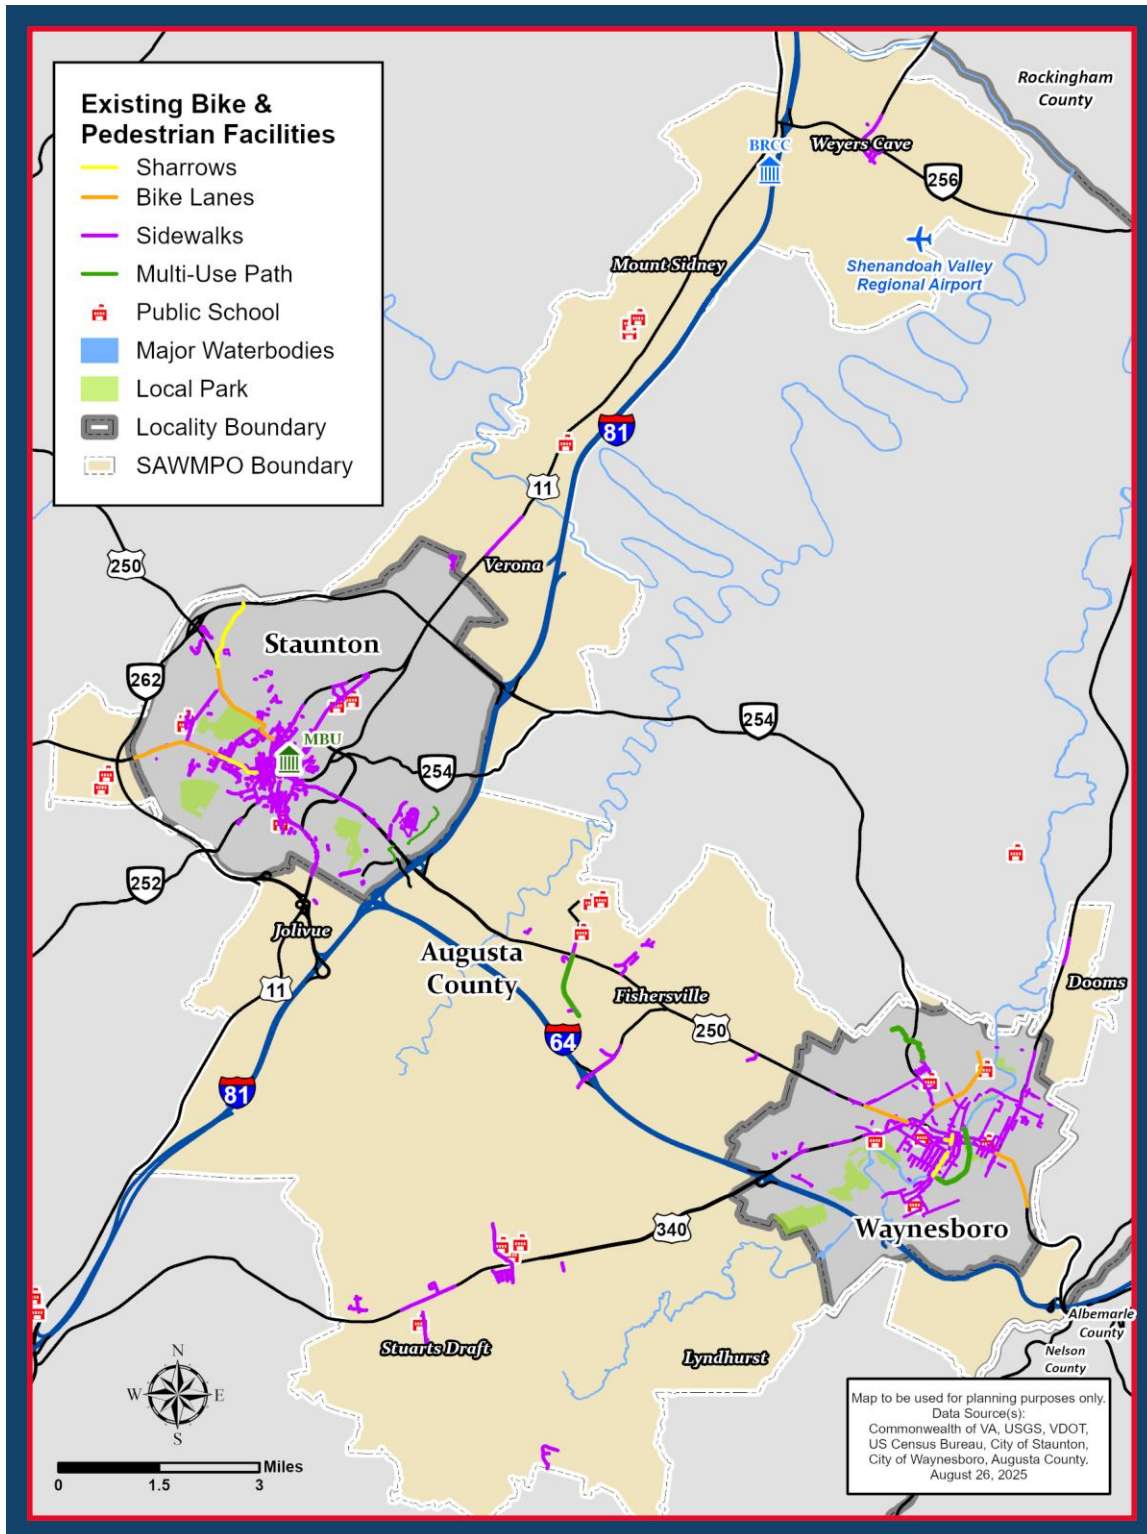 Existing Bike &
Pedestrian Facilities
Sharrows
Bike Lanes
Sidewalks
Multi-Use Path
Public School
Major Waterbodies
Local Park
Locality Boundary
SAWMPO Boundary
Rockingham
County
BRCC
Weyers Cave
256
Mount Sidney
Shenandoah Valley
Regional Airport
81
11
250
Verona
Staunton
262
MBU
254
254
252
Jolivue
Augusta
County
11
Fishersville
Dooms
250
64
81
340
Waynesboro
Stuarts Draft
Lyndhurst
Albemarle
County
Nelson
County
N
W
E
S
Miles
0
1.5
3
Map to be used for planning purposes only.
Data Source(s):
Commonwealth of VA, USGS, VDOT,
US Census Bureau, City of Staunton,
City of Waynesboro, Augusta County.
August 26, 2025